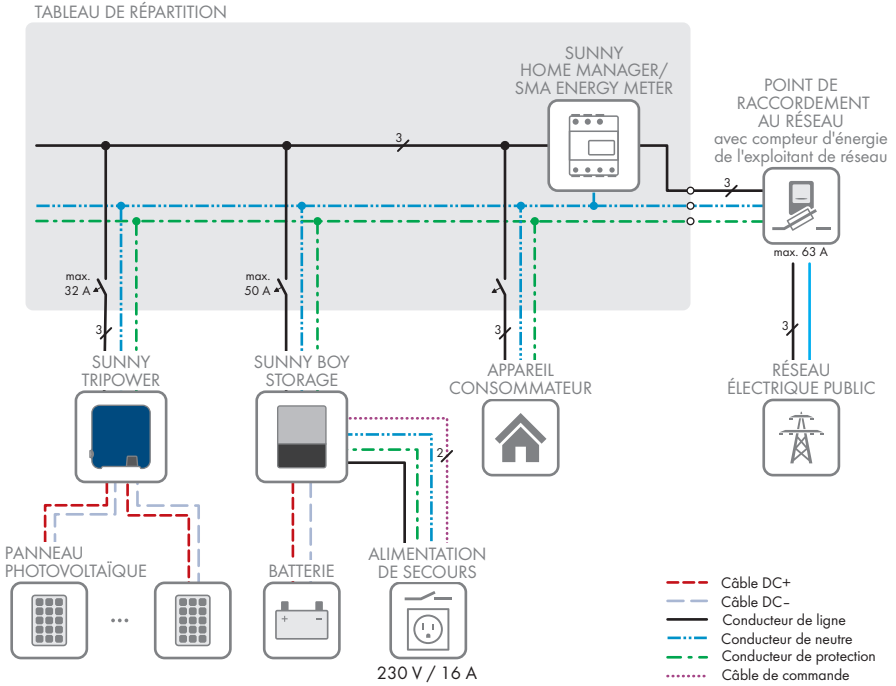 TABLEAU DE RÉPARTITION
SUNNY
HOME MANAGER/
SMA ENERGY METER
POINT DE
RACCORDEMENT
AU RÉSEAU
avec compteur d'énergie
de l'exploitant de réseau
3
3
max. 63 A
max.
32 A
max.
50 A
3
3
3
SUNNY
TRIPOWER
SUNNY BOY
STORAGE
APPAREIL
CONSOMMATEUR
RÉSEAU
ÉLECTRIQUE PUBLIC
2
PANNEAU
PHOTOVOLTAÏQUE
...
BATTERIE
+ −
ALIMENTATION
DE SECOURS
230 V / 16 A
Câble DC+
Câble DC–
Conducteur de ligne
Conducteur de neutre
Conducteur de protection
Câble de commande